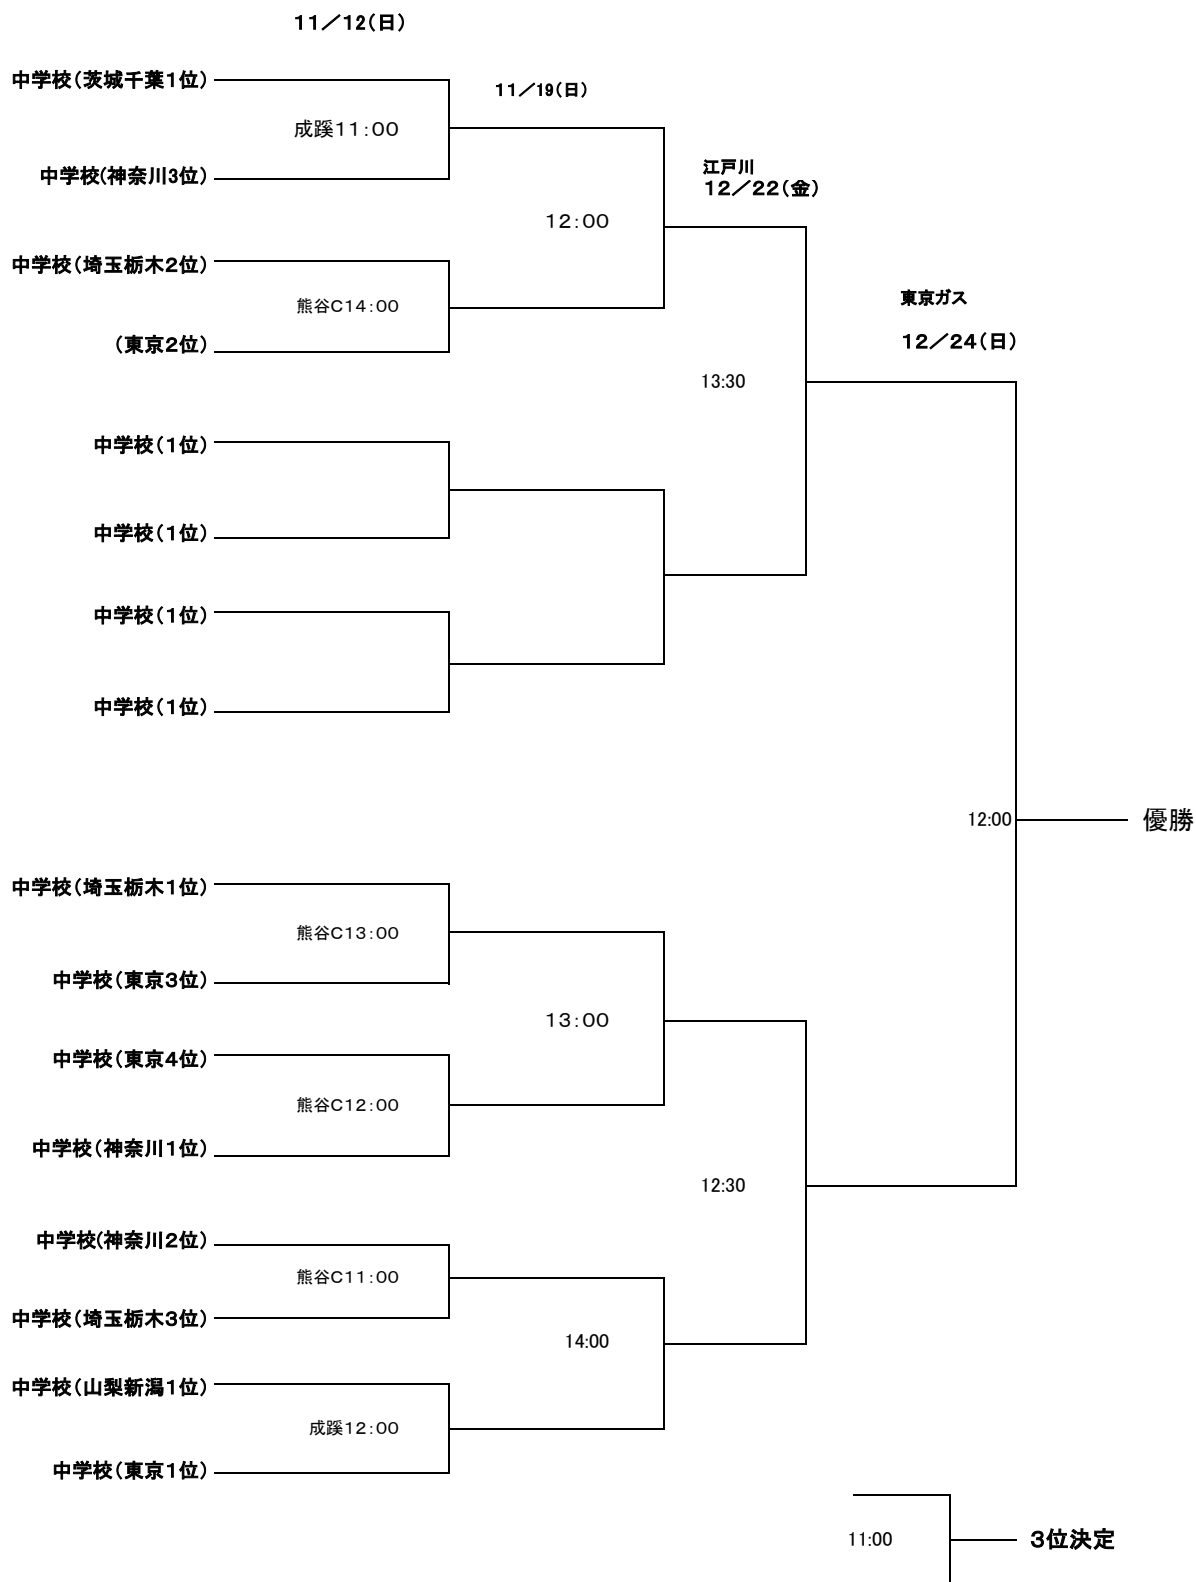 11／12(日)
中学校(茨城千葉1位)
11／19(日)
成蹊11:00
中学校(神奈川3位)
江戸川
12／22(金)
12:00
中学校(埼玉栃木2位)
東京ガス
熊谷C14:00
(東京2位)
12／24(日)
13:30
中学校(1位)
中学校(1位)
中学校(1位)
中学校(1位)
12:00
優勝
中学校(埼玉栃木1位)
熊谷C13:00
中学校(東京3位)
13:00
中学校(東京4位)
熊谷C12:00
中学校(神奈川1位)
12:30
中学校(神奈川2位)
熊谷C11:00
中学校(埼玉栃木3位)
14:00
中学校(山梨新潟1位)
成蹊12:00
中学校(東京1位)
11:00
3位決定